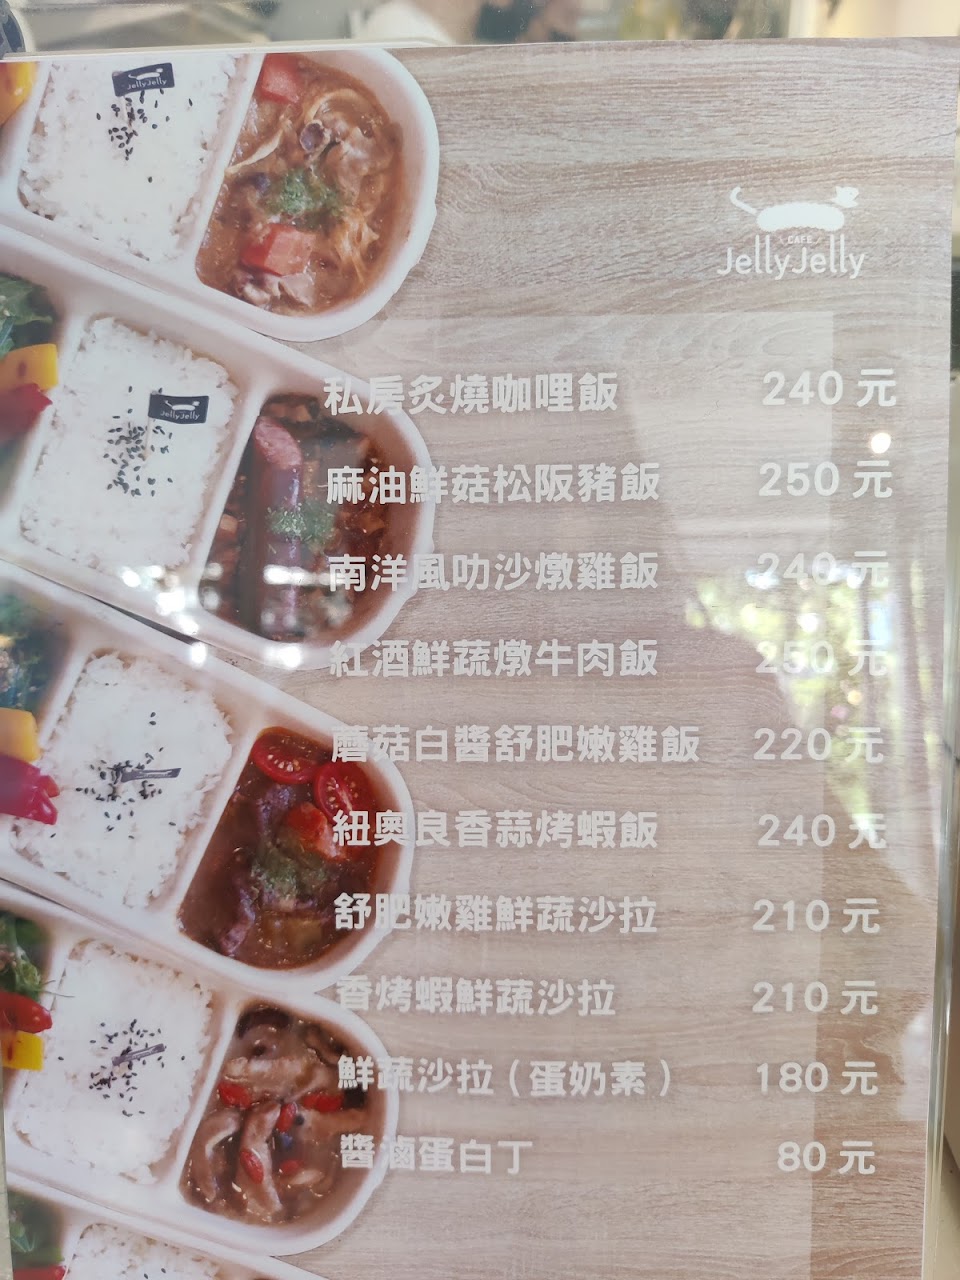 JellyJelly
JellyJelly
CAFE
JellyJelly
私房炙燒咖哩飯 240 元
麻油鮮菇松阪豬飯 250 元
南洋風叻沙燉雞飯 240 元
紅酒鮮蔬燉牛肉飯 250 元
蘑菇白醬舒肥嫩雞飯 220 元
紐奧良香蒜烤蝦飯 240 元
舒肥嫩雞鮮蔬沙拉 210 元
香烤蝦鮮蔬沙拉 210 元
鮮蔬沙拉 ( 蛋奶素 ) 180 元
醬滷蛋白丁 80 元